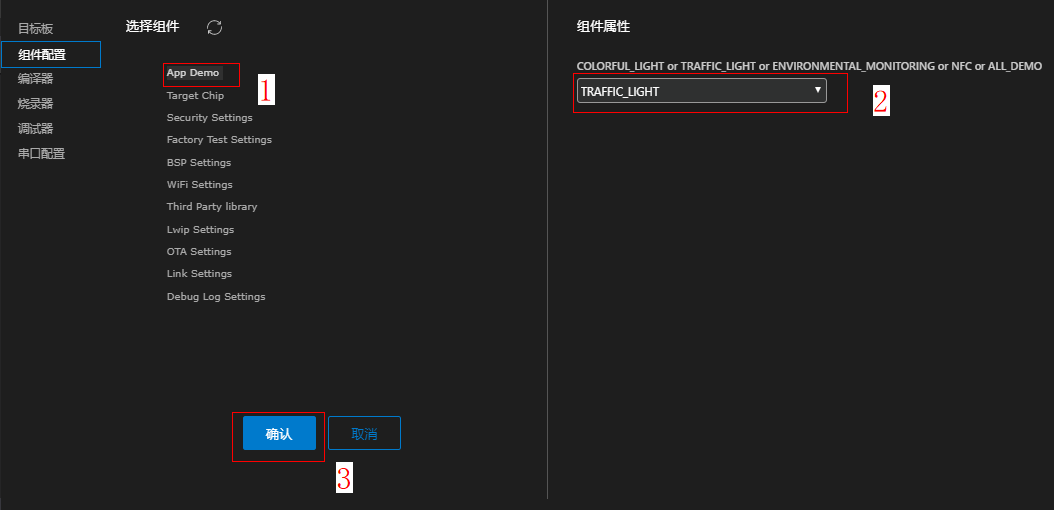 目标板
组件配置
编译器
烧录器
调试器
串口配置
选择组件
App Demo
1
Target Chip
Security Settings
Factory Test Settings
BSP Settings
WiFi Settings
Third Party library
Lwip Settings
OTA Settings
Link Settings
Debug Log Settings
确认
取消
3
组件属性
COLORFUL_LIGHT or TRAFFIC_LIGHT or ENVIRONMENTAL_MONITORING or NFC or ALL_DEMO
TRAFFIC_LIGHT
2